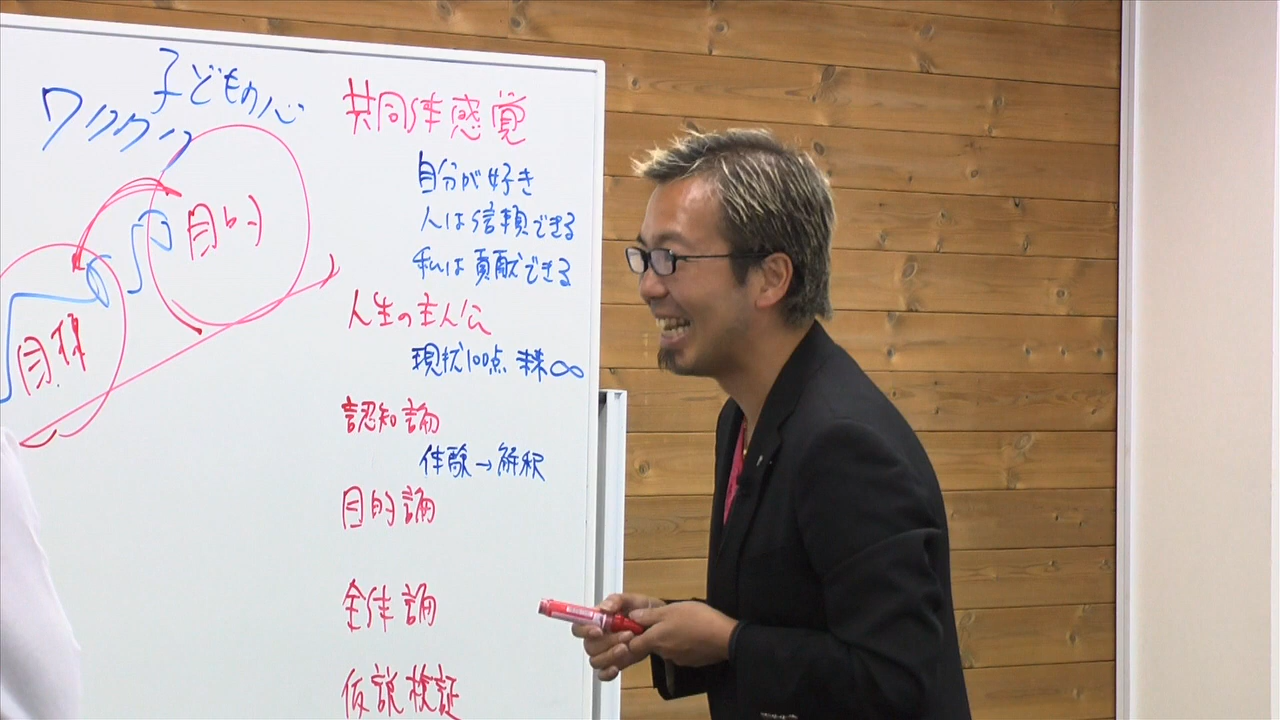 子どもの心
ワクワク
目的
目標
共同体感覚
自分が好き
人は信頼できる
私は貢献できる
人生の主人公
現状100点 未来∞
認知論
体験→解釈
目的論
全体論
仮説検証